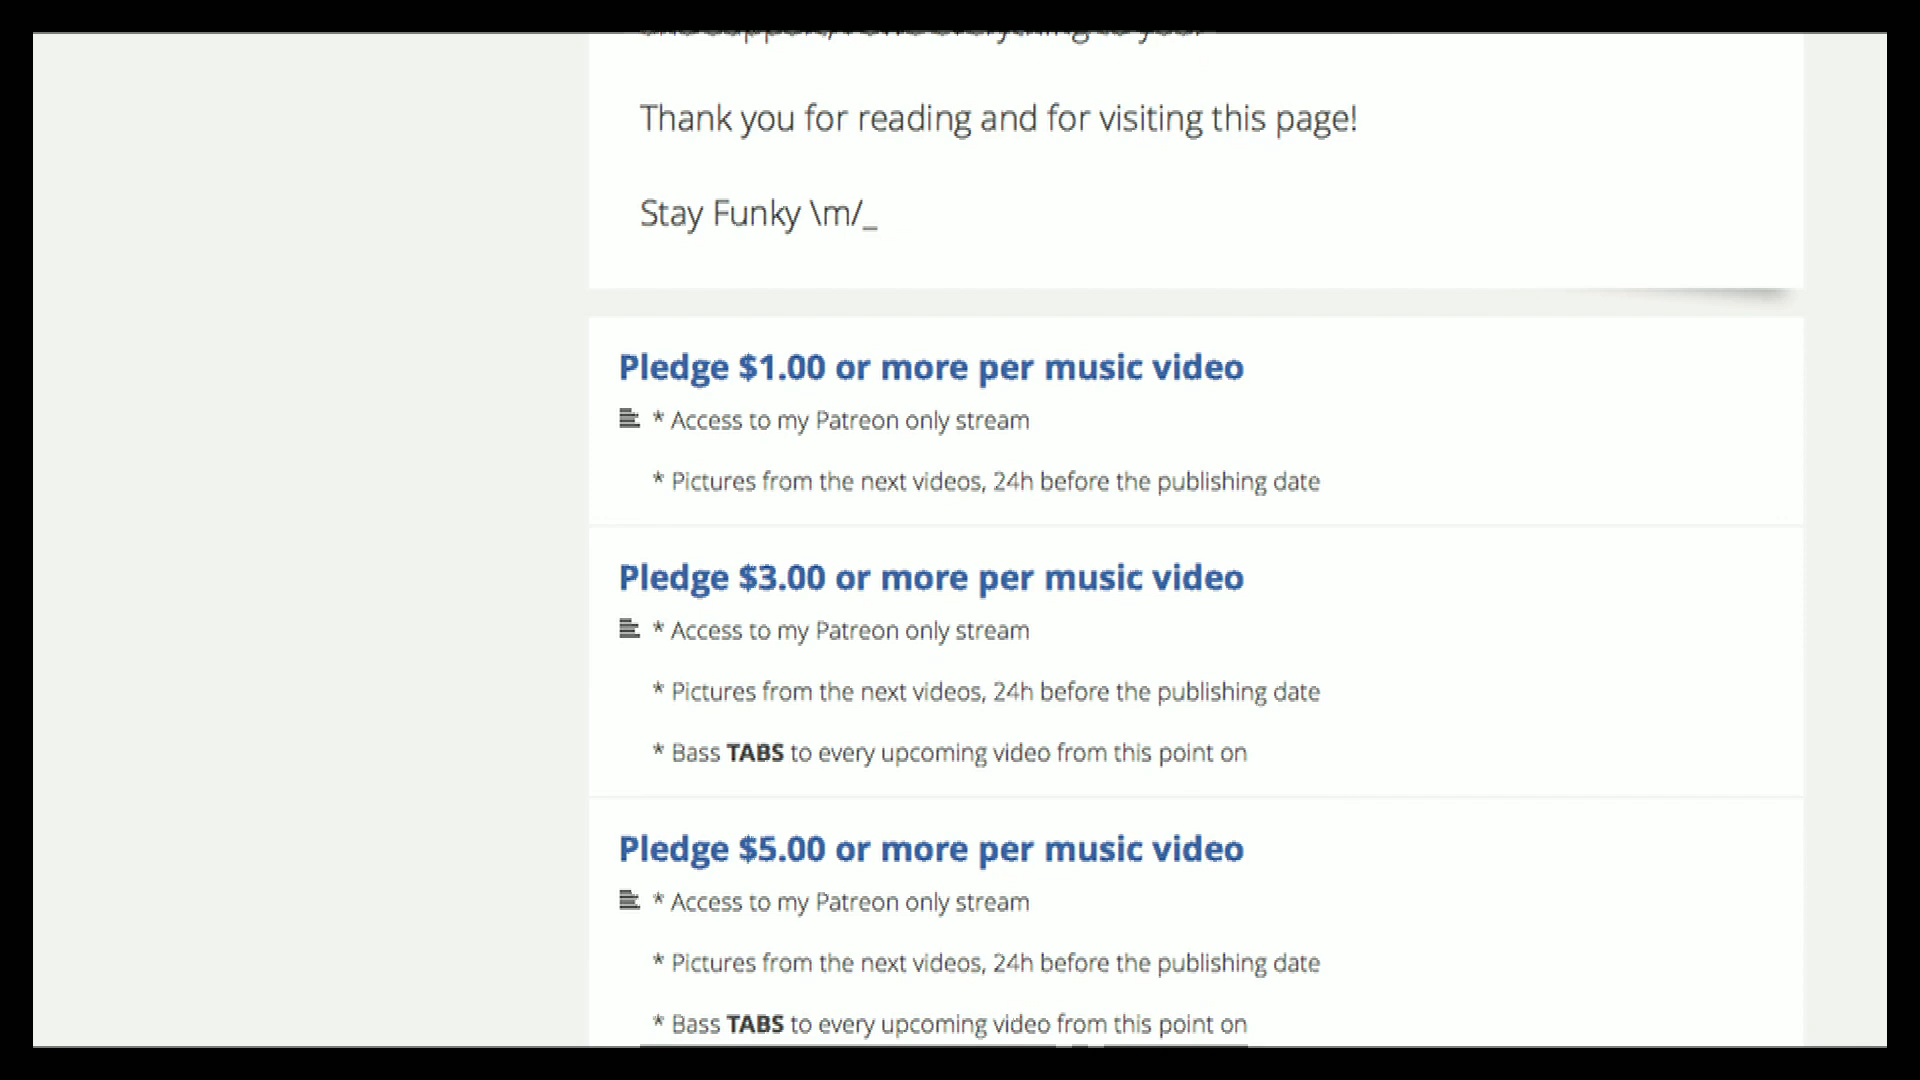 Thank you for reading and for visiting this page!
Stay Funky \m/_
Pledge $1.00 or more per music video
* Access to my Patreon only stream
* Pictures from the next videos, 24h before the publishing date
Pledge $3.00 or more per music video
* Access to my Patreon only stream
* Pictures from the next videos, 24h before the publishing date
* Bass TABS to every upcoming video from this point on
Pledge $5.00 or more per music video
* Access to my Patreon only stream
* Pictures from the next videos, 24h before the publishing date
* Bass TABS to every upcoming video from this point on